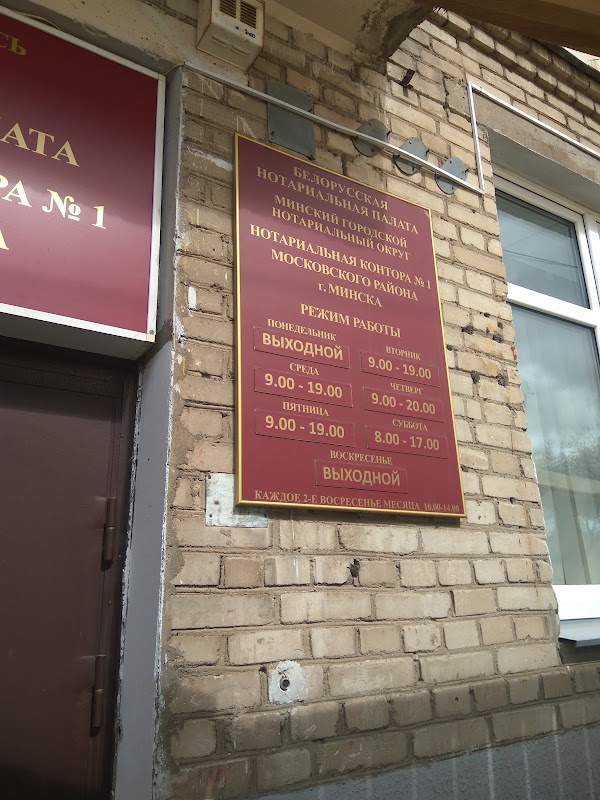 СЬ
ЛАТА
РА № 1
А
БЕЛОРУССКАЯ
НОТАРИАЛЬНАЯ ПАЛАТА
МИНСКИЙ ГОРОДСКОЙ
НОТАРИАЛЬНЫЙ ОКРУГ
НОТАРИАЛЬНАЯ КОНТОРА № 1
МОСКОВСКОГО РАЙОНА
г. МИНСКА
РЕЖИМ РАБОТЫ
ПОНЕДЕЛЬНИК
ВЫХОДНОЙ
ВТОРНИК
9.00 - 19.00
СРЕДА
9.00 - 19.00
ЧЕТВЕРГ
9.00 - 20.00
ПЯТНИЦА
9.00 - 19.00
СУББОТА
8.00 - 17.00
ВОСКРЕСЕНЬЕ
ВЫХОДНОЙ
КАЖДОЕ 2-Е ВОСРЕСЕНЬЕ МЕСЯЦА 10.00-14.00